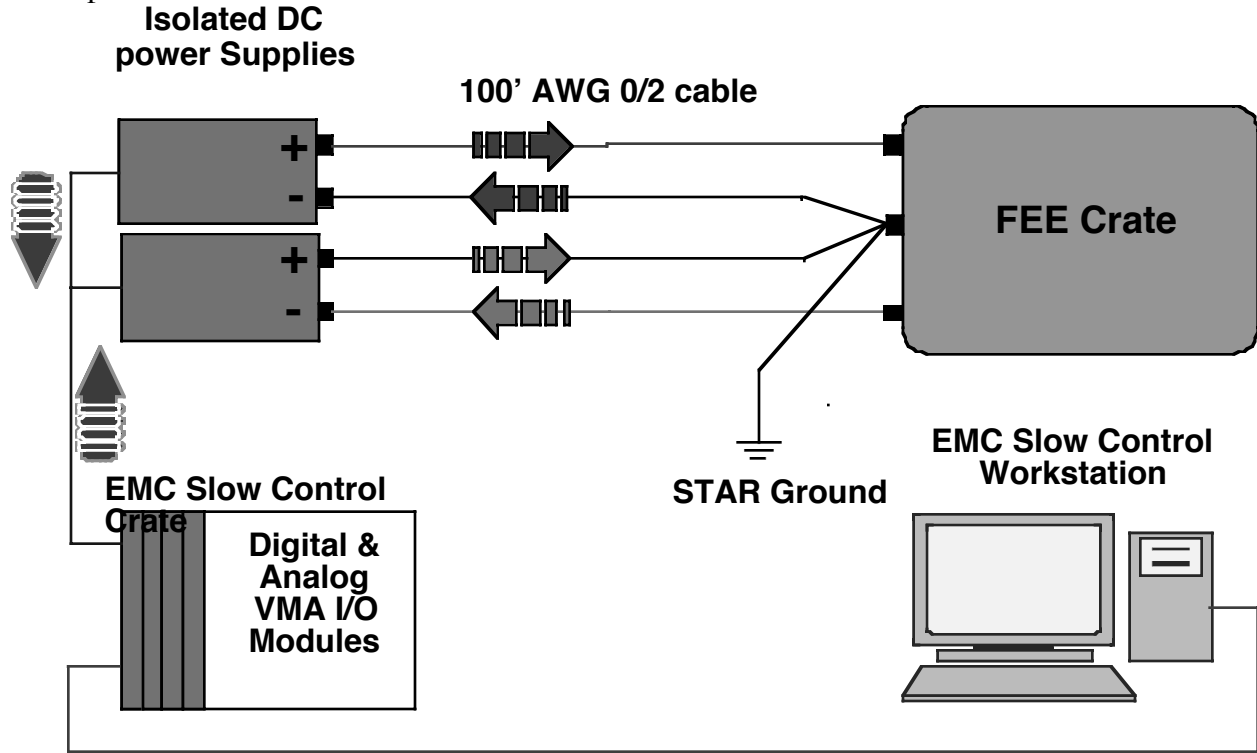 Isolated DC
power Supplies
100’ AWG 0/2 cable
+
-
+
-
FEE Crate
STAR Ground
EMC Slow Control
Workstation
EMC Slow Control
Crate
Digital &
Analog
VMA I/O
Modules